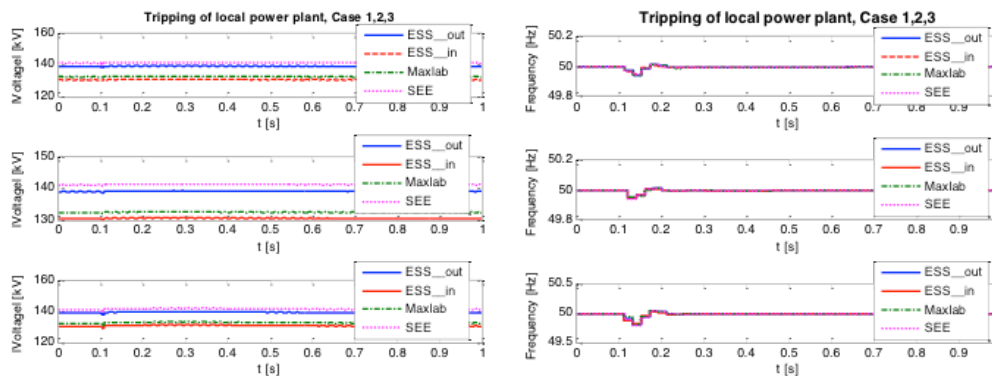 Tripping of local power plant, Case 1,2,3
IVoltageI [kV]
160
140
120
0 0.1 0.2 0.3 0.4 0.5 0.6 0.7 0.8 0.9 1
t [s]
ESS__out
ESS__in
Maxlab
SEE
IVoltageI [kV]
150
140
130
0 0.1 0.2 0.3 0.4 0.5 0.6 0.7 0.8 0.9 1
t [s]
ESS__out
ESS__in
Maxlab
SEE
IVoltageI [kV]
160
140
120
0 0.1 0.2 0.3 0.4 0.5 0.6 0.7 0.8 0.9 1
t [s]
ESS__out
ESS__in
Maxlab
SEE
Tripping of local power plant, Case 1,2,3
Frequency [Hz]
50.2
50
49.8
0 0.1 0.2 0.3 0.4 0.5 0.6 0.7 0.8 0.9
t [s]
ESS__out
ESS__in
Maxlab
SEE
Frequency [Hz]
50.2
50
49.8
0 0.1 0.2 0.3 0.4 0.5 0.6 0.7 0.8 0.9
t [s]
ESS__out
ESS__in
Maxlab
SEE
Frequency [Hz]
50.5
50
49.5
0 0.1 0.2 0.3 0.4 0.5 0.6 0.7 0.8 0.9
t [s]
ESS__out
ESS__in
Maxlab
SEE